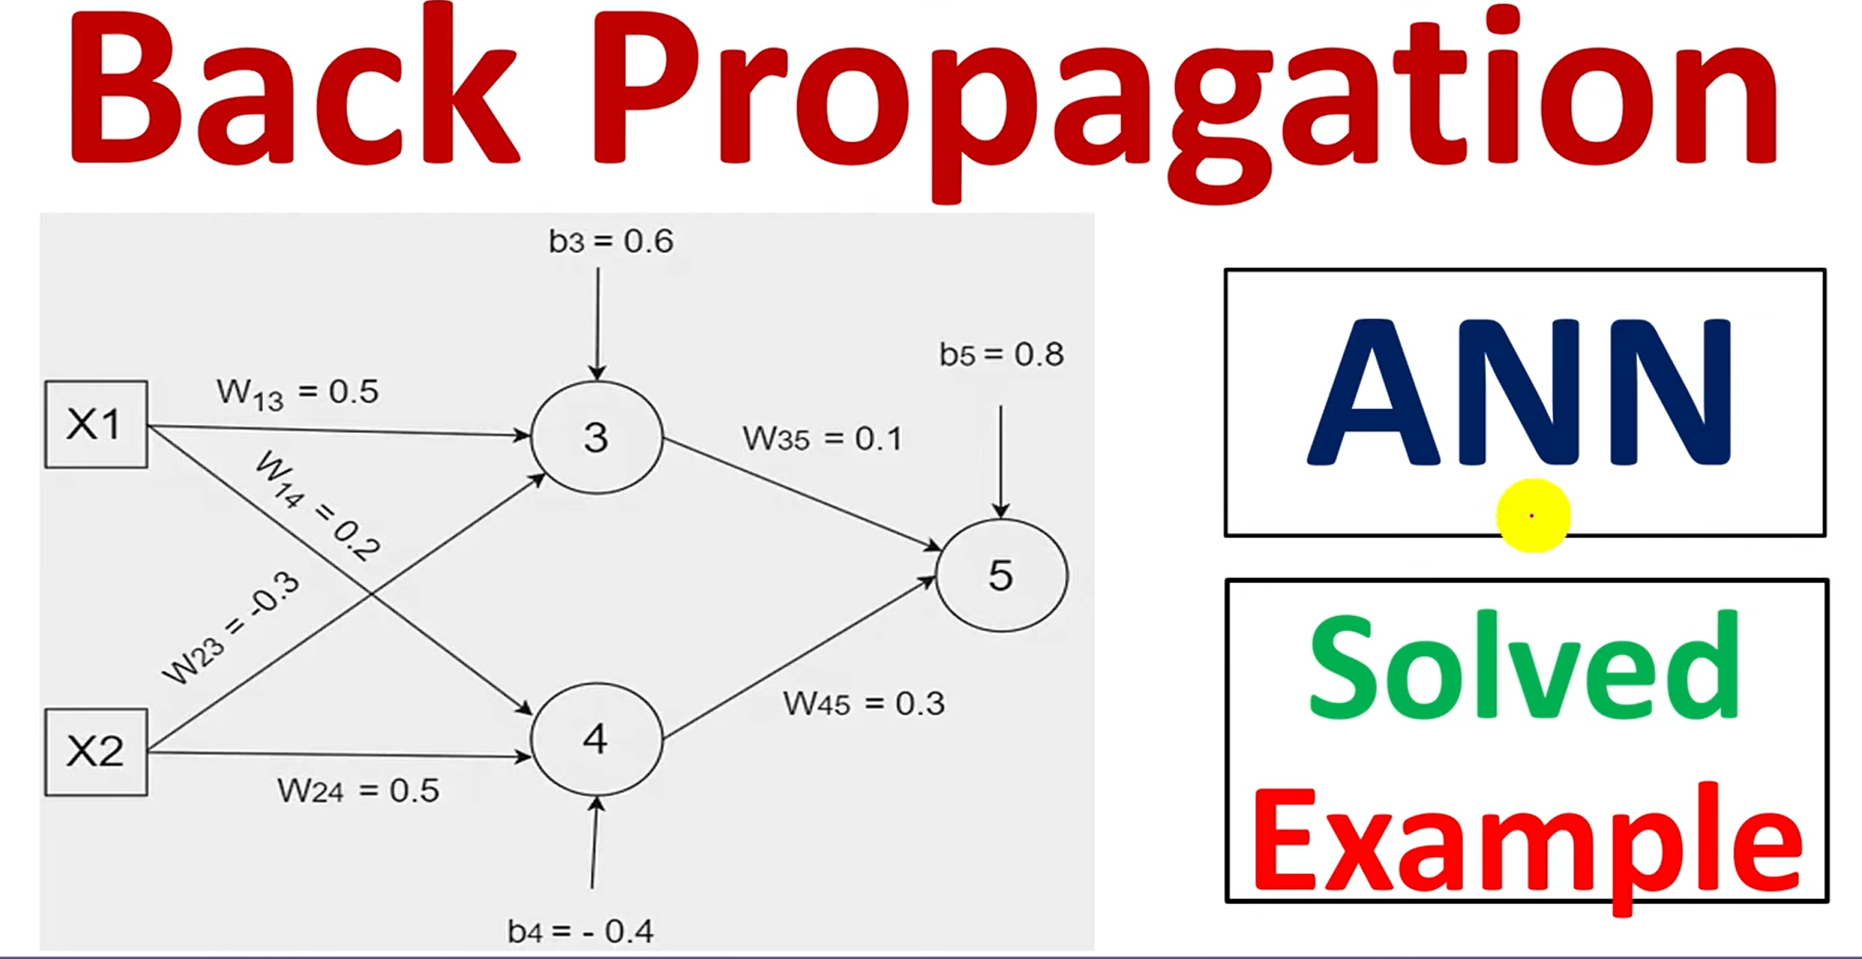 Back Propagation
b3 = 0.6
b5 = 0.8
X1
W13 = 0.5
3
W35 = 0.1
W14 = 0.2
5
W23 = -0.3
X2
4
W45 = 0.3
W24 = 0.5
b4 = - 0.4
ANN
Solved
Example